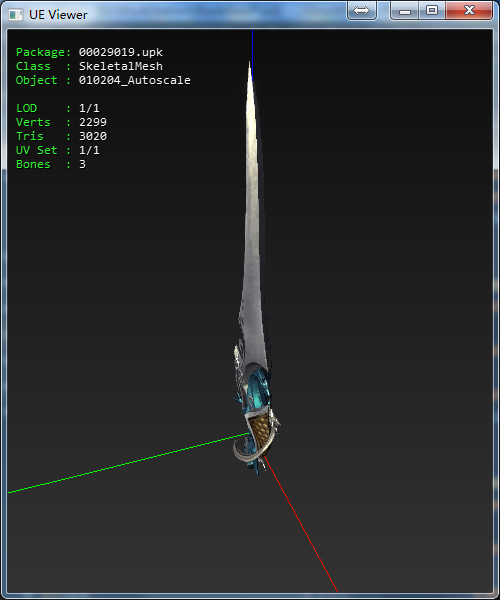 UE Viewer
Package: 00029019.upk
Class : SkeletalMesh
Object : 010204_Autoscale
LOD : 1/1
Verts : 2299
Tris : 3020
UV Set : 1/1
Bones : 3